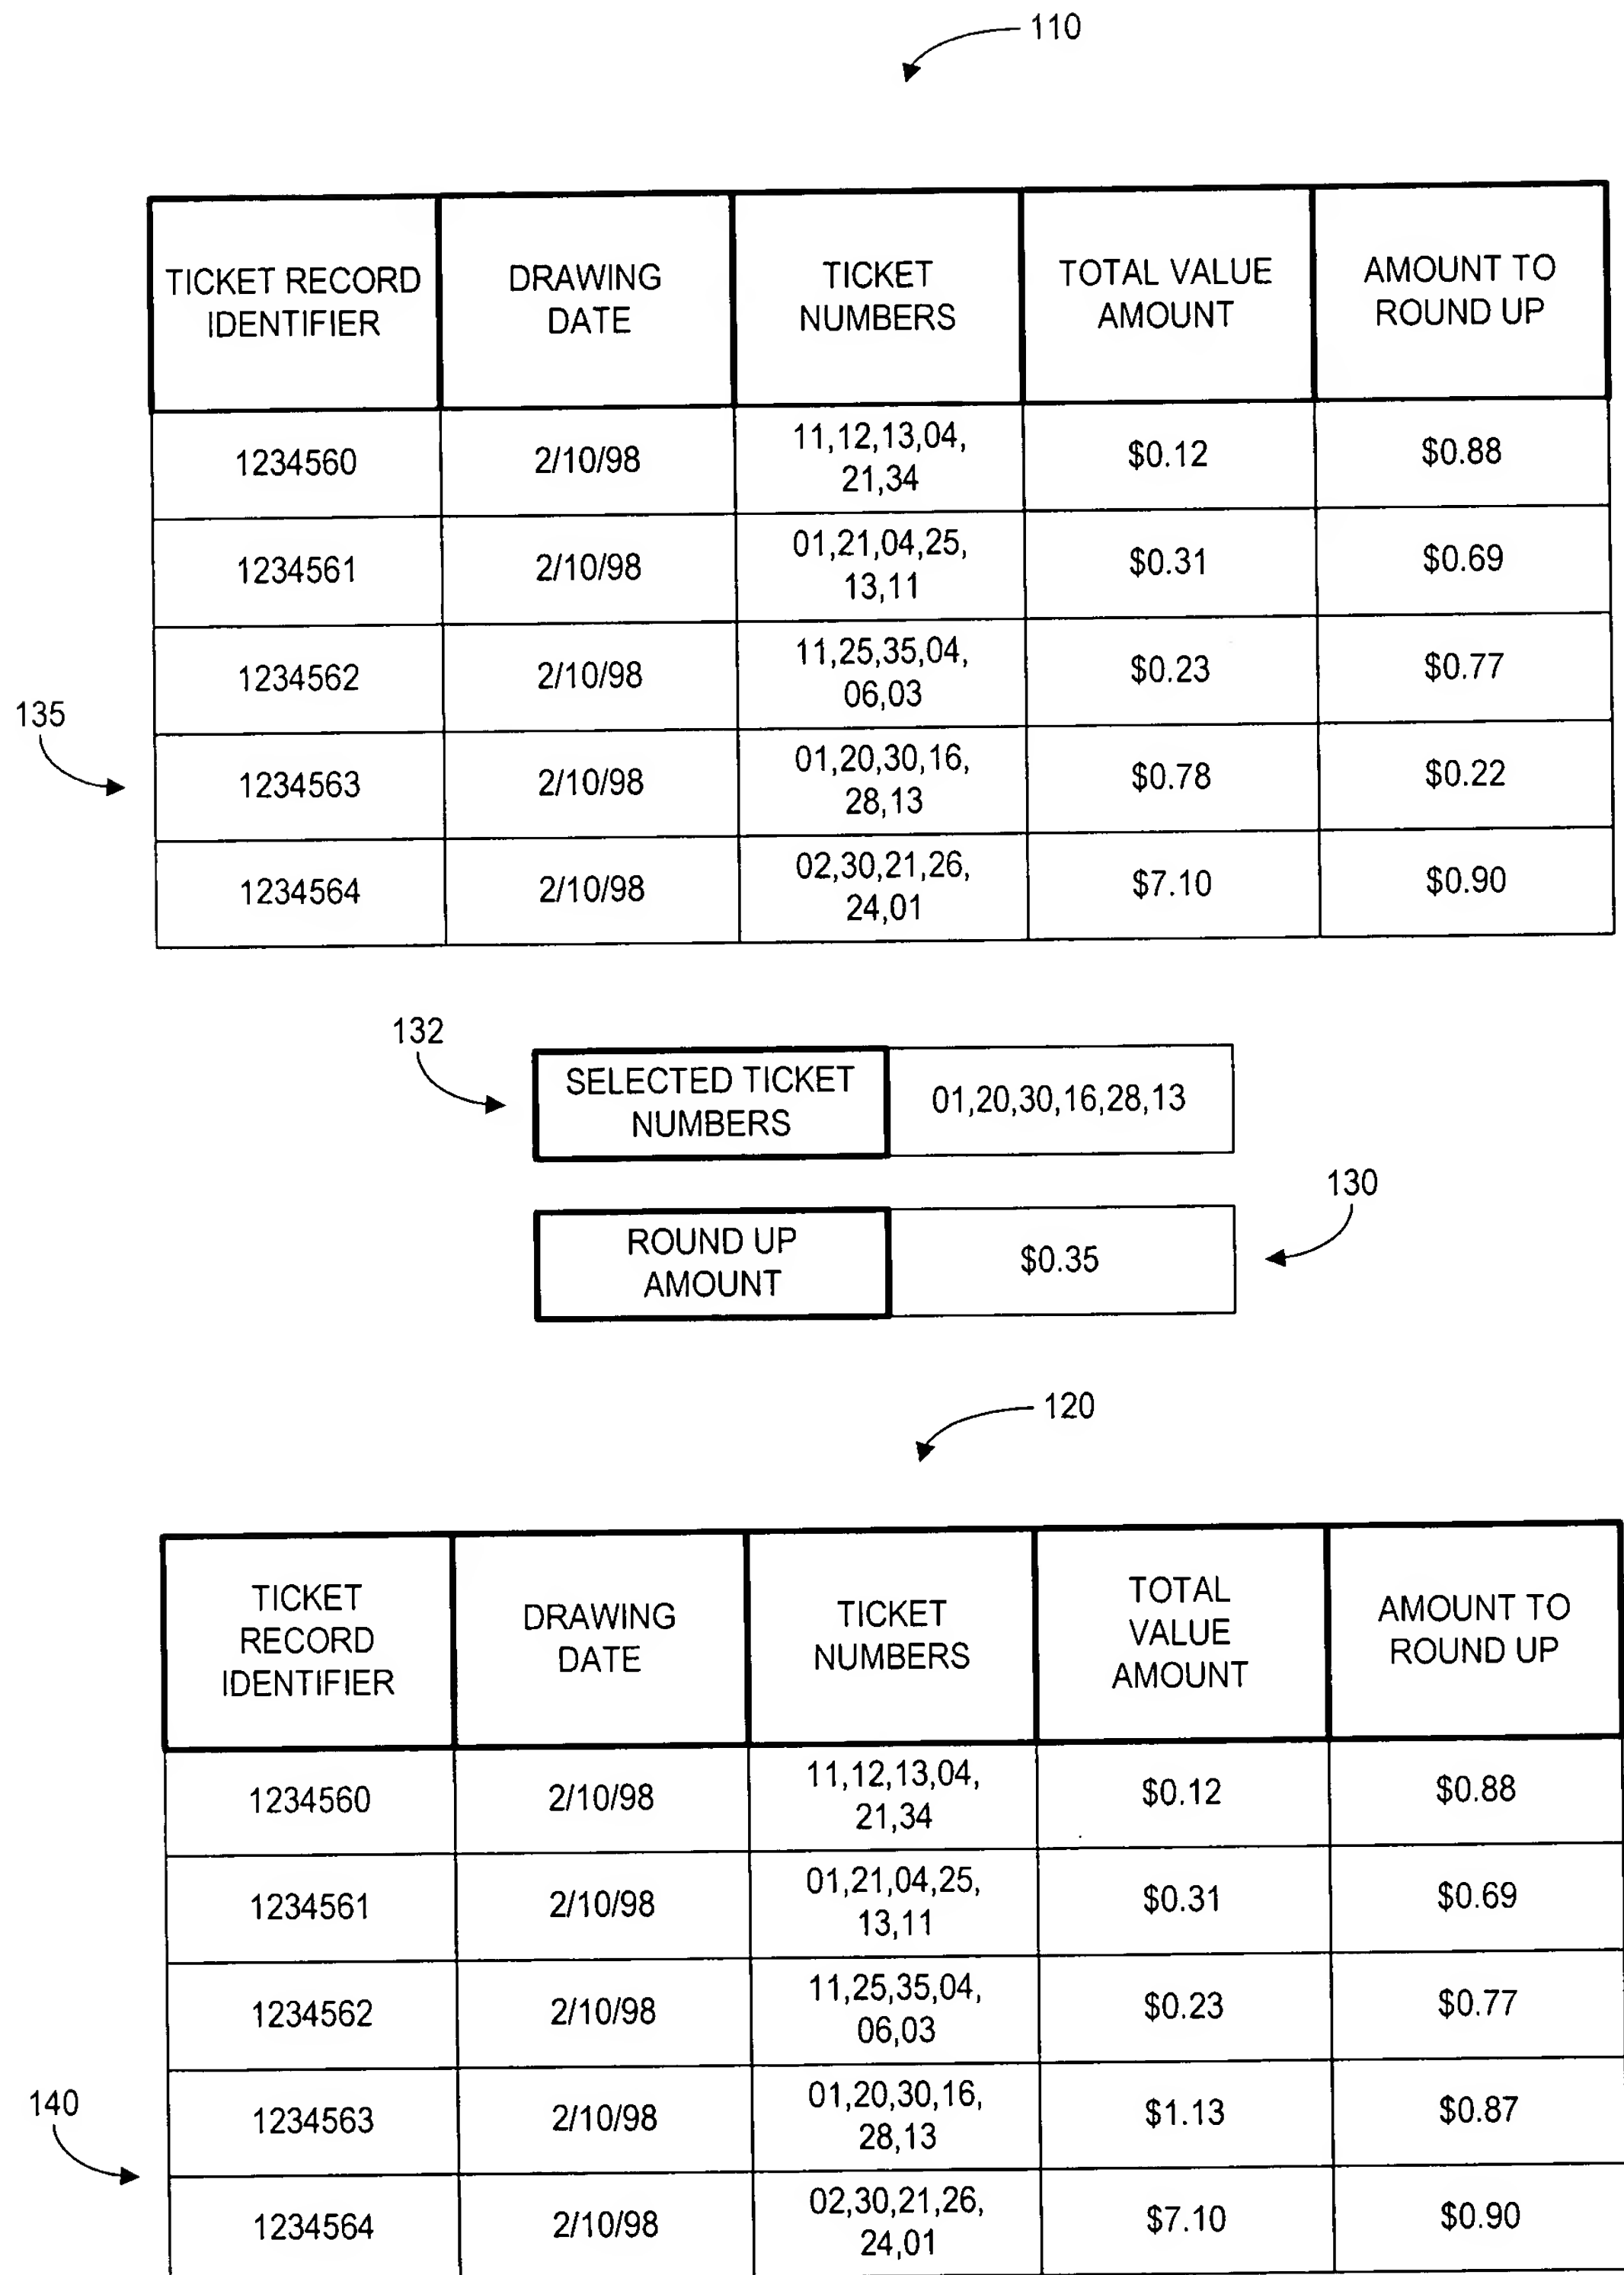 110
TICKET RECORD
IDENTIFIER
DRAWING
DATE
TICKET
NUMBERS
TOTAL VALUE
AMOUNT
AMOUNT TO
ROUND UP
1234560
2/10/98
11,12,13,04,
21,34
$0.12
$0.88
1234561
2/10/98
01,21,04,25,
13,11
$0.31
$0.69
1234562
2/10/98
11,25,35,04,
06,03
$0.23
$0.77
135
1234563
2/10/98
01,20,30,16,
28,13
$0.78
$0.22
1234564
2/10/98
02,30,21,26,
24,01
$7.10
$0.90
132
SELECTED TICKET
NUMBERS
01,20,30,16,28,13
130
ROUND UP
AMOUNT
$0.35
120
TICKET
RECORD
IDENTIFIER
DRAWING
DATE
TICKET
NUMBERS
TOTAL
VALUE
AMOUNT
AMOUNT TO
ROUND UP
1234560
2/10/98
11,12,13,04,
21,34
$0.12
$0.88
1234561
2/10/98
01,21,04,25,
13,11
$0.31
$0.69
1234562
2/10/98
11,25,35,04,
06,03
$0.23
$0.77
140
1234563
2/10/98
01,20,30,16,
28,13
$1.13
$0.87
1234564
2/10/98
02,30,21,26,
24,01
$7.10
$0.90